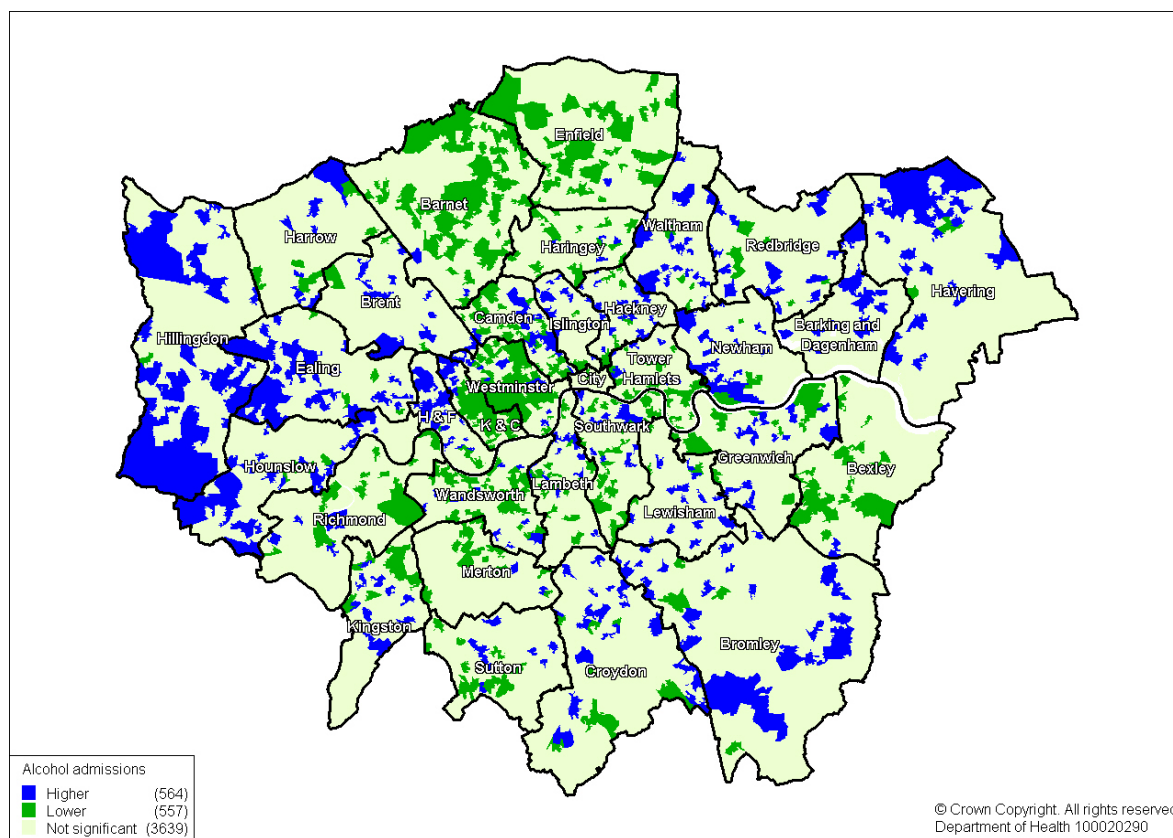 Enfield
Barnet
Haringey
Waltham
Redbridge
Harrow
Havering
Brent
Camden
Islington
Hackney
Hillingdon
Barking and
Dagenham
Newham
Ealing
Tower
Hamlets
Westminster
City
H & F
K & C
Southwark
Greenwich
Hounslow
Bexley
Wandsworth
Lambeth
Richmond
Lewisham
Merton
Kingston
Bromley
Sutton
Croydon
Alcohol admissions
Higher (564)
Lower (557)
Not significant (3639)
© Crown Copyright. All rights reserved
Department of Health 100020290